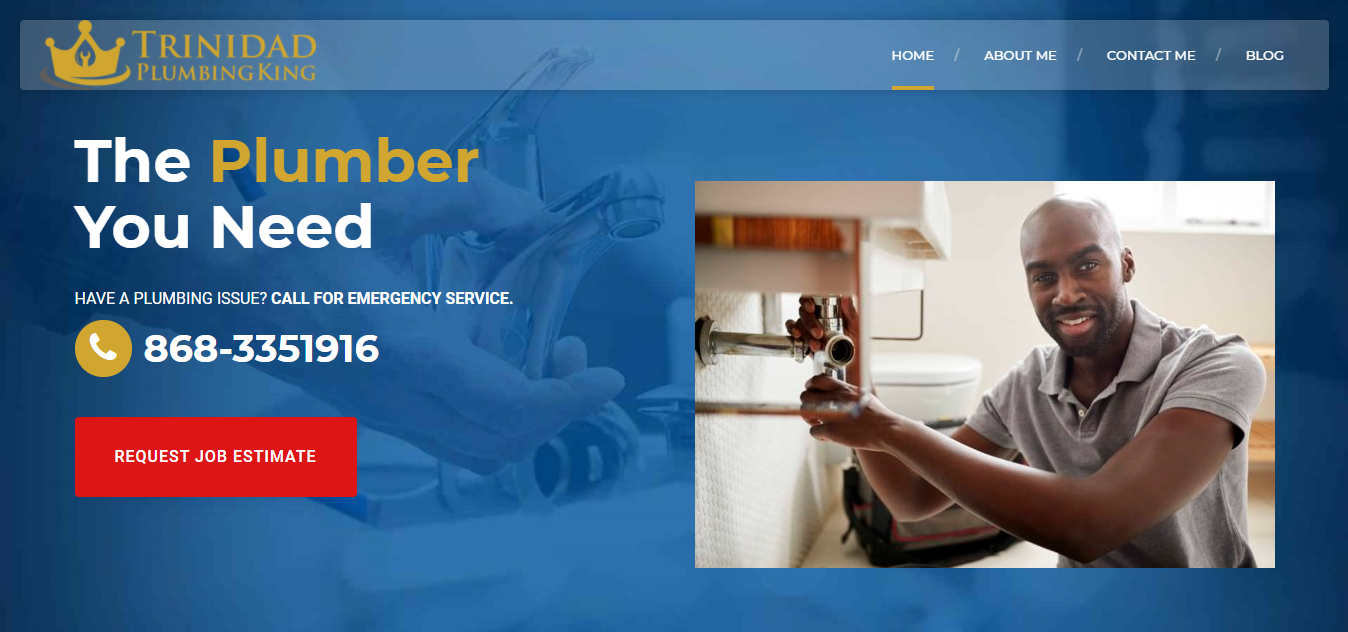 TRINIDAD
PLUMBING KING
HOME / ABOUT ME / CONTACT ME / BLOG
The Plumber
You Need
HAVE A PLUMBING ISSUE? CALL FOR EMERGENCY SERVICE.
868-3351916
REQUEST JOB ESTIMATE